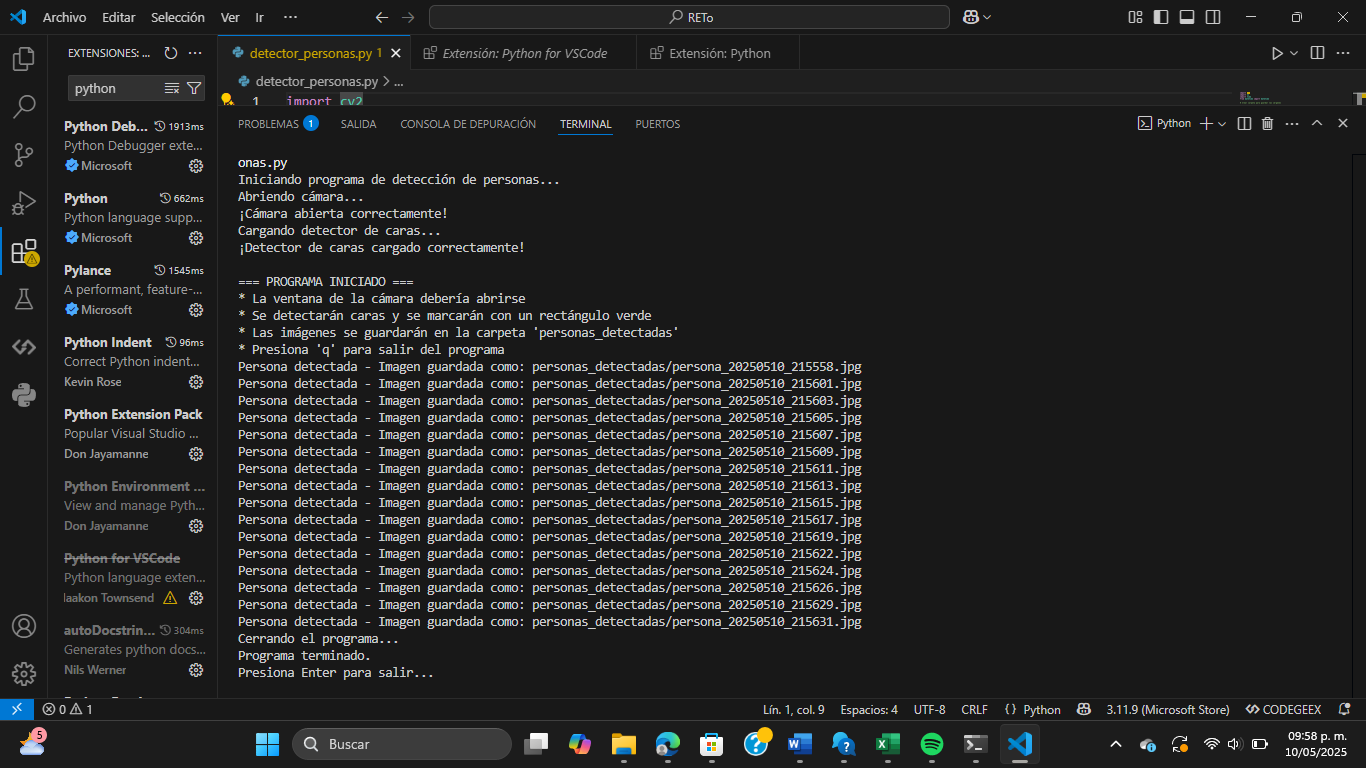 Archivo Editar Selección Ver Ir ···
RETo
EXTENSIONES: ... ···
python
Python Deb... 1913ms
Python Debugger exte...
Microsoft
Python 662ms
Python language supp...
Microsoft
Pylance 1545ms
A performant, feature-...
Microsoft
Python Indent 96ms
Correct Python indent...
Kevin Rose
Python Extension Pack
Popular Visual Studio ...
Don Jayamanne
Python Environment ...
View and manage Pyth...
Don Jayamanne
Python for VSCode
Python language exten...
laakon Townsend
autoDocstrin... 304ms
Generates python docs...
Nils Werner
detector_personas.py 1
Extensión: Python for VSCode
Extensión: Python
detector_personas.py > ...
1 import cv2
PROBLEMAS 1 SALIDA CONSOLA DE DEPURACIÓN TERMINAL PUERTOS
Python
onas.py
Iniciando programa de detección de personas...
Abriendo cámara...
¡Cámara abierta correctamente!
Cargando detector de caras...
¡Detector de caras cargado correctamente!
=== PROGRAMA INICIADO ===
* La ventana de la cámara debería abrirse
* Se detectarán caras y se marcarán con un rectángulo verde
* Las imágenes se guardarán en la carpeta 'personas_detectadas'
* Presiona 'q' para salir del programa
Persona detectada - Imagen guardada como: personas_detectadas/persona_20250510_215558.jpg
Persona detectada - Imagen guardada como: personas_detectadas/persona_20250510_215601.jpg
Persona detectada - Imagen guardada como: personas_detectadas/persona_20250510_215603.jpg
Persona detectada - Imagen guardada como: personas_detectadas/persona_20250510_215605.jpg
Persona detectada - Imagen guardada como: personas_detectadas/persona_20250510_215607.jpg
Persona detectada - Imagen guardada como: personas_detectadas/persona_20250510_215609.jpg
Persona detectada - Imagen guardada como: personas_detectadas/persona_20250510_215611.jpg
Persona detectada - Imagen guardada como: personas_detectadas/persona_20250510_215613.jpg
Persona detectada - Imagen guardada como: personas_detectadas/persona_20250510_215615.jpg
Persona detectada - Imagen guardada como: personas_detectadas/persona_20250510_215617.jpg
Persona detectada - Imagen guardada como: personas_detectadas/persona_20250510_215619.jpg
Persona detectada - Imagen guardada como: personas_detectadas/persona_20250510_215622.jpg
Persona detectada - Imagen guardada como: personas_detectadas/persona_20250510_215624.jpg
Persona detectada - Imagen guardada como: personas_detectadas/persona_20250510_215626.jpg
Persona detectada - Imagen guardada como: personas_detectadas/persona_20250510_215629.jpg
Persona detectada - Imagen guardada como: personas_detectadas/persona_20250510_215631.jpg
Cerrando el programa...
Programa terminado.
Presiona Enter para salir...
0 1
Lín. 1, col. 9 Espacios: 4 UTF-8 CRLF {} Python 3.11.9 (Microsoft Store) CODEGEEX
5
Buscar
09:58 p. m.
10/05/2025